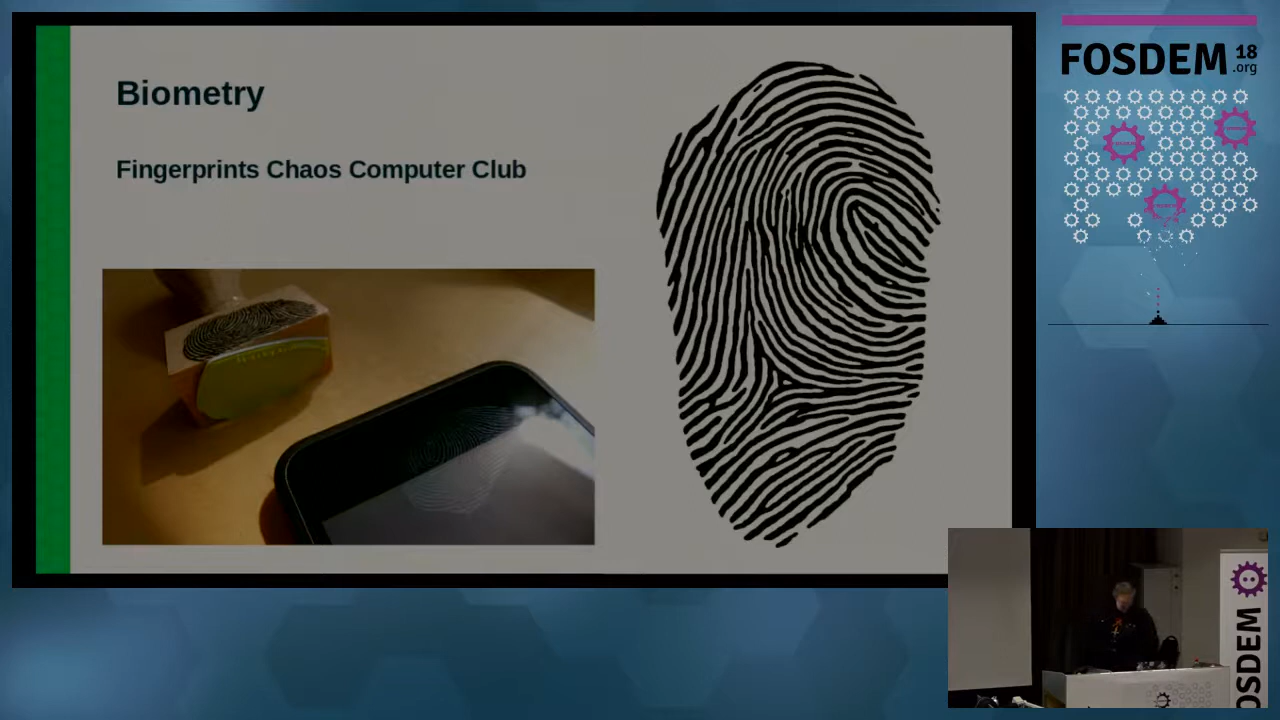 Biometry
Fingerprints Chaos Computer Club
FOSDEM 18
.org
FOSDEM